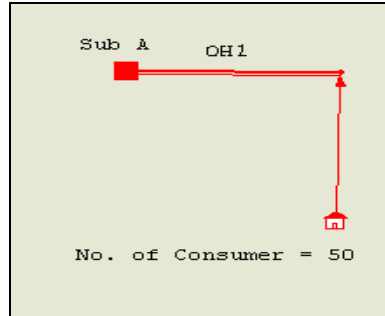 Sub A
OH1
No. of Consumer = 50